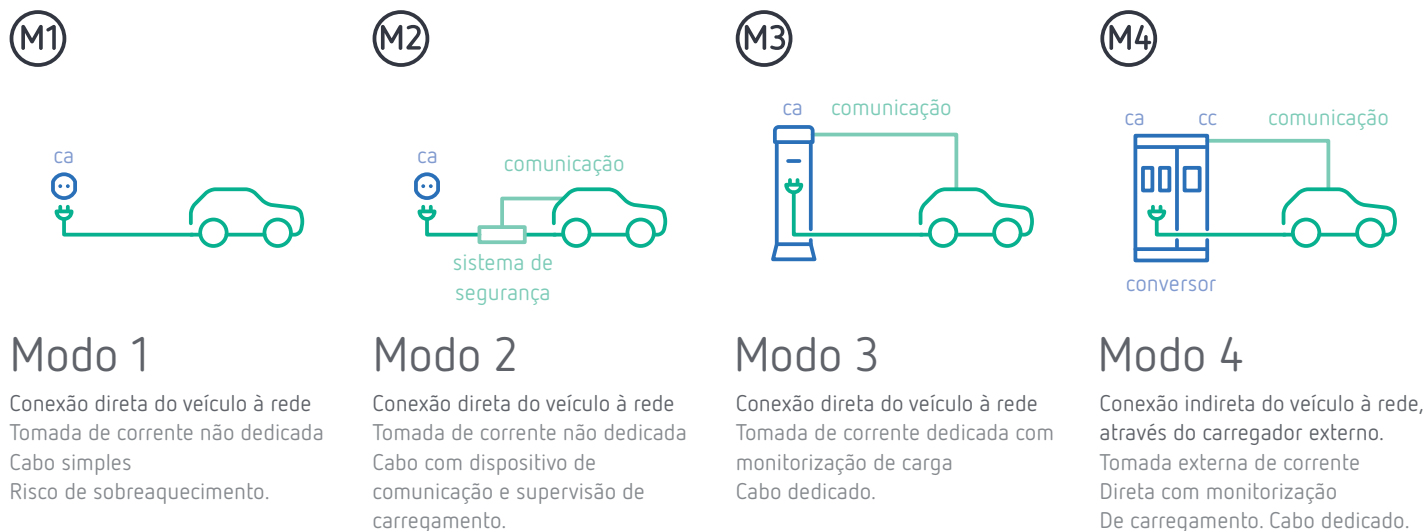 M1
ca
Modo 1
Conexão direta do veículo à rede
Tomada de corrente não dedicada
Cabo simples
Risco de sobreaquecimento.
M2
ca
comunicação
sistema de
segurança
Modo 2
Conexão direta do veículo à rede
Tomada de corrente não dedicada
Cabo com dispositivo de
comunicação e supervisão de
carregamento.
M3
ca
comunicação
Modo 3
Conexão direta do veículo à rede
Tomada de corrente dedicada com
monitorização de carga
Cabo dedicado.
M4
ca
cc
comunicação
conversor
Modo 4
Conexão indireta do veículo à rede,
através do carregador externo.
Tomada externa de corrente
Direta com monitorização
De carregamento. Cabo dedicado.